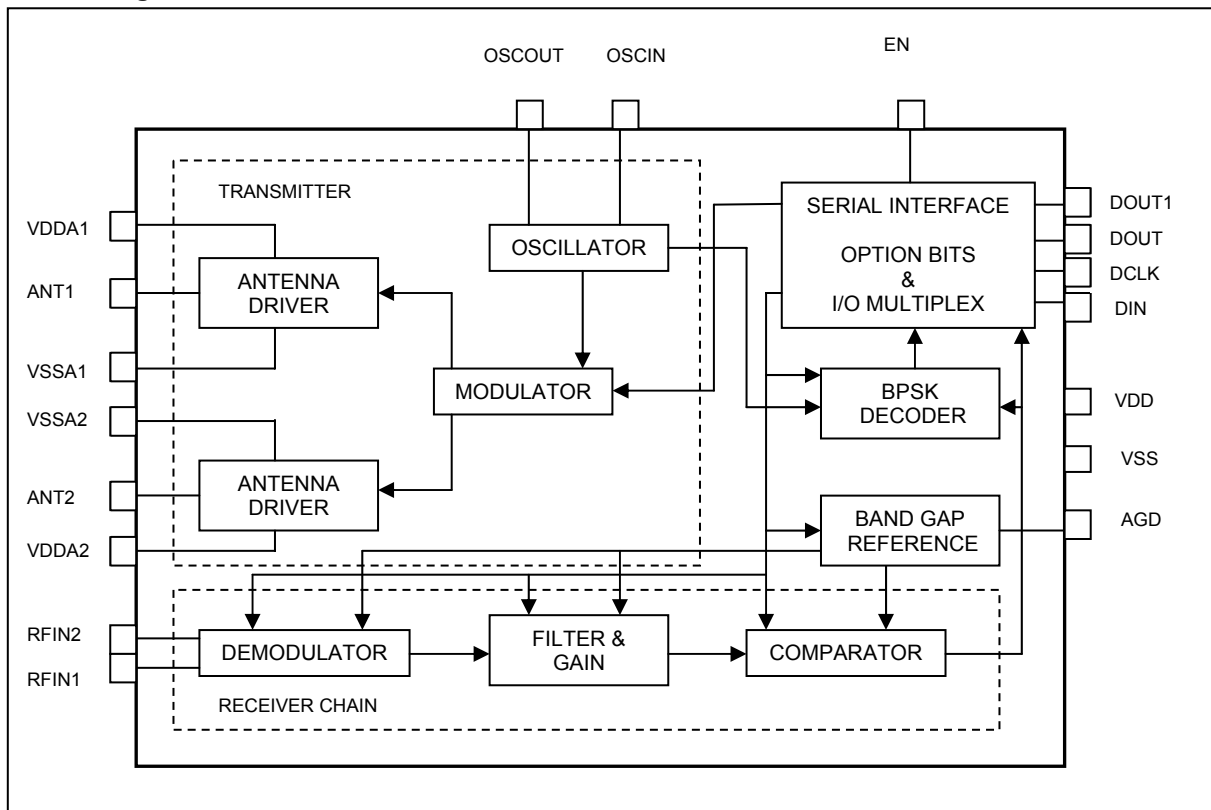 OSCOUT
OSCIN
EN
TRANSMITTER
SERIAL INTERFACE
OPTION BITS
&
I/O MULTIPLEX
DOUT1
DOUT
DCLK
DIN
VDDA1
ANT1
VSSA1
VSSA2
ANT2
VDDA2
ANTENNA
DRIVER
OSCILLATOR
MODULATOR
ANTENNA
DRIVER
BPSK
DECODER
VDD
VSS
AGD
BAND GAP
REFERENCE
RFIN2
RFIN1
DEMODULATOR
FILTER &
GAIN
COMPARATOR
RECEIVER CHAIN